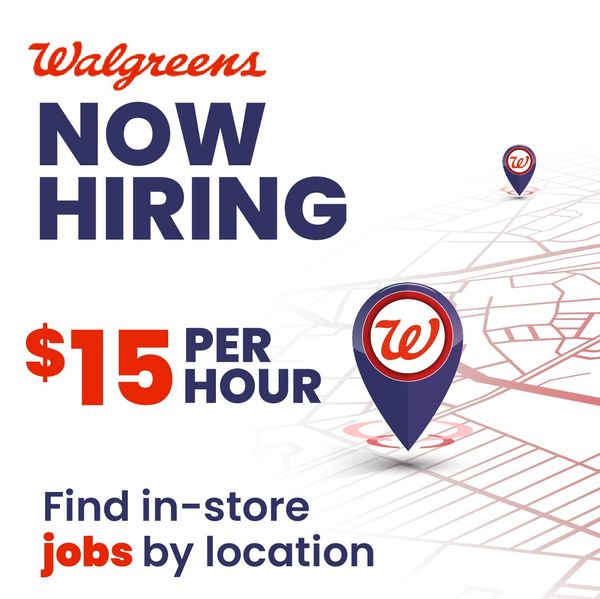 Walgreens
NOW
HIRING
$15 PER
HOUR
Find in-store
jobs by location
W
W